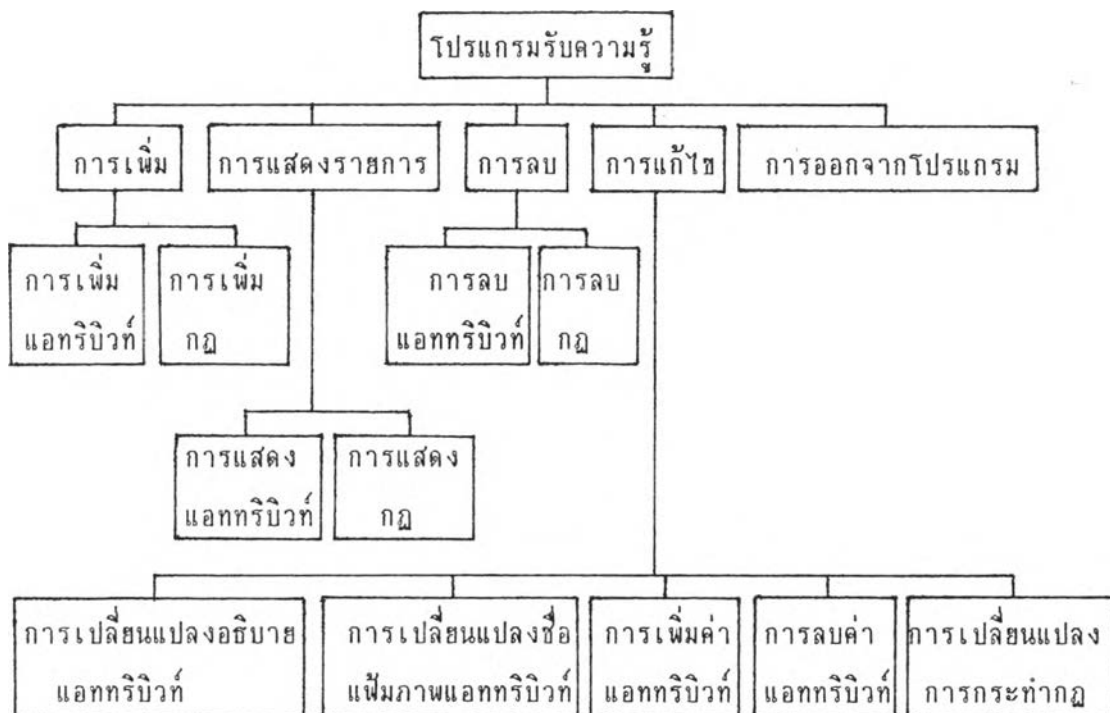 โปรแกรมรับความรู้
การเพิ่ม
การแสดงรายการ
การลบ
การแก้ไข
การออกจากโปรแกรม
การเพิ่ม
แอทริบิวท์
การเพิ่ม
กฏ
การลบ
แอททริบิวท์
การลบ
กฏ
การแสดง
แอททริบิวท์
การแสดง
กฏ
การเปลี่ยนแปลงอธิบาย
แอททริบิวท์
การเปลี่ยนแปลงชื่อ
แฟ้มภาพแอททริบิวท์
การเพิ่มค่า
แอททริบิวท์
การลบค่า
แอททริบิวท์
การเปลี่ยนแปลง
การกระทำกฏ